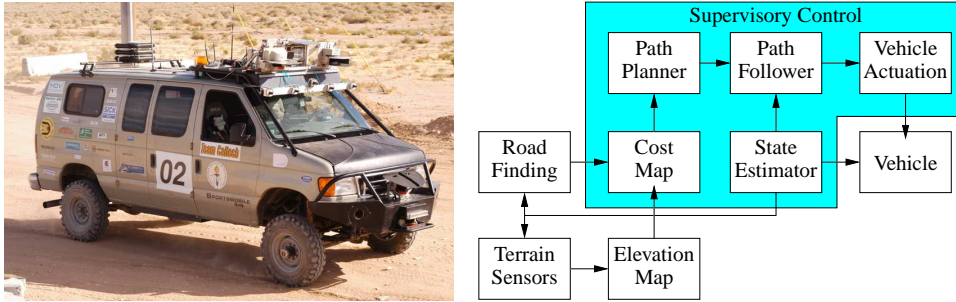 02
Team Caltech
SPORTSMOBILE
Supervisory Control
Path
Planner
Path
Follower
Vehicle
Actuation
Road
Finding
Cost
Map
State
Estimator
Vehicle
Terrain
Sensors
Elevation
Map